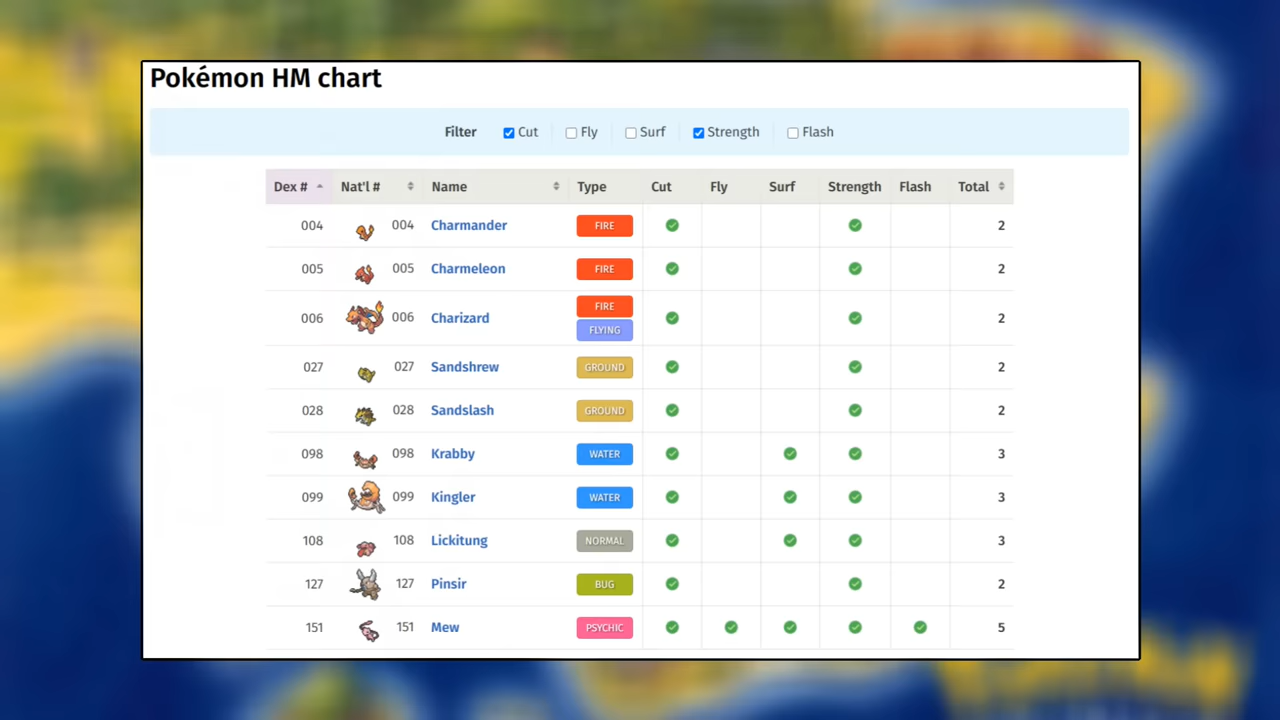 Pokémon HM chart
Filter Cut Fly Surf Strength Flash
Dex # Nat'l # Name Type Cut Fly Surf Strength Flash Total
004 004 Charmander FIRE 2
005 005 Charmeleon FIRE 2
006 006 Charizard FIRE FLYING 2
027 027 Sandshrew GROUND 2
028 028 Sandslash GROUND 2
098 098 Krabby WATER 3
099 099 Kingler WATER 3
108 108 Lickitung NORMAL 3
127 127 Pinsir BUG 2
151 151 Mew PSYCHIC 5